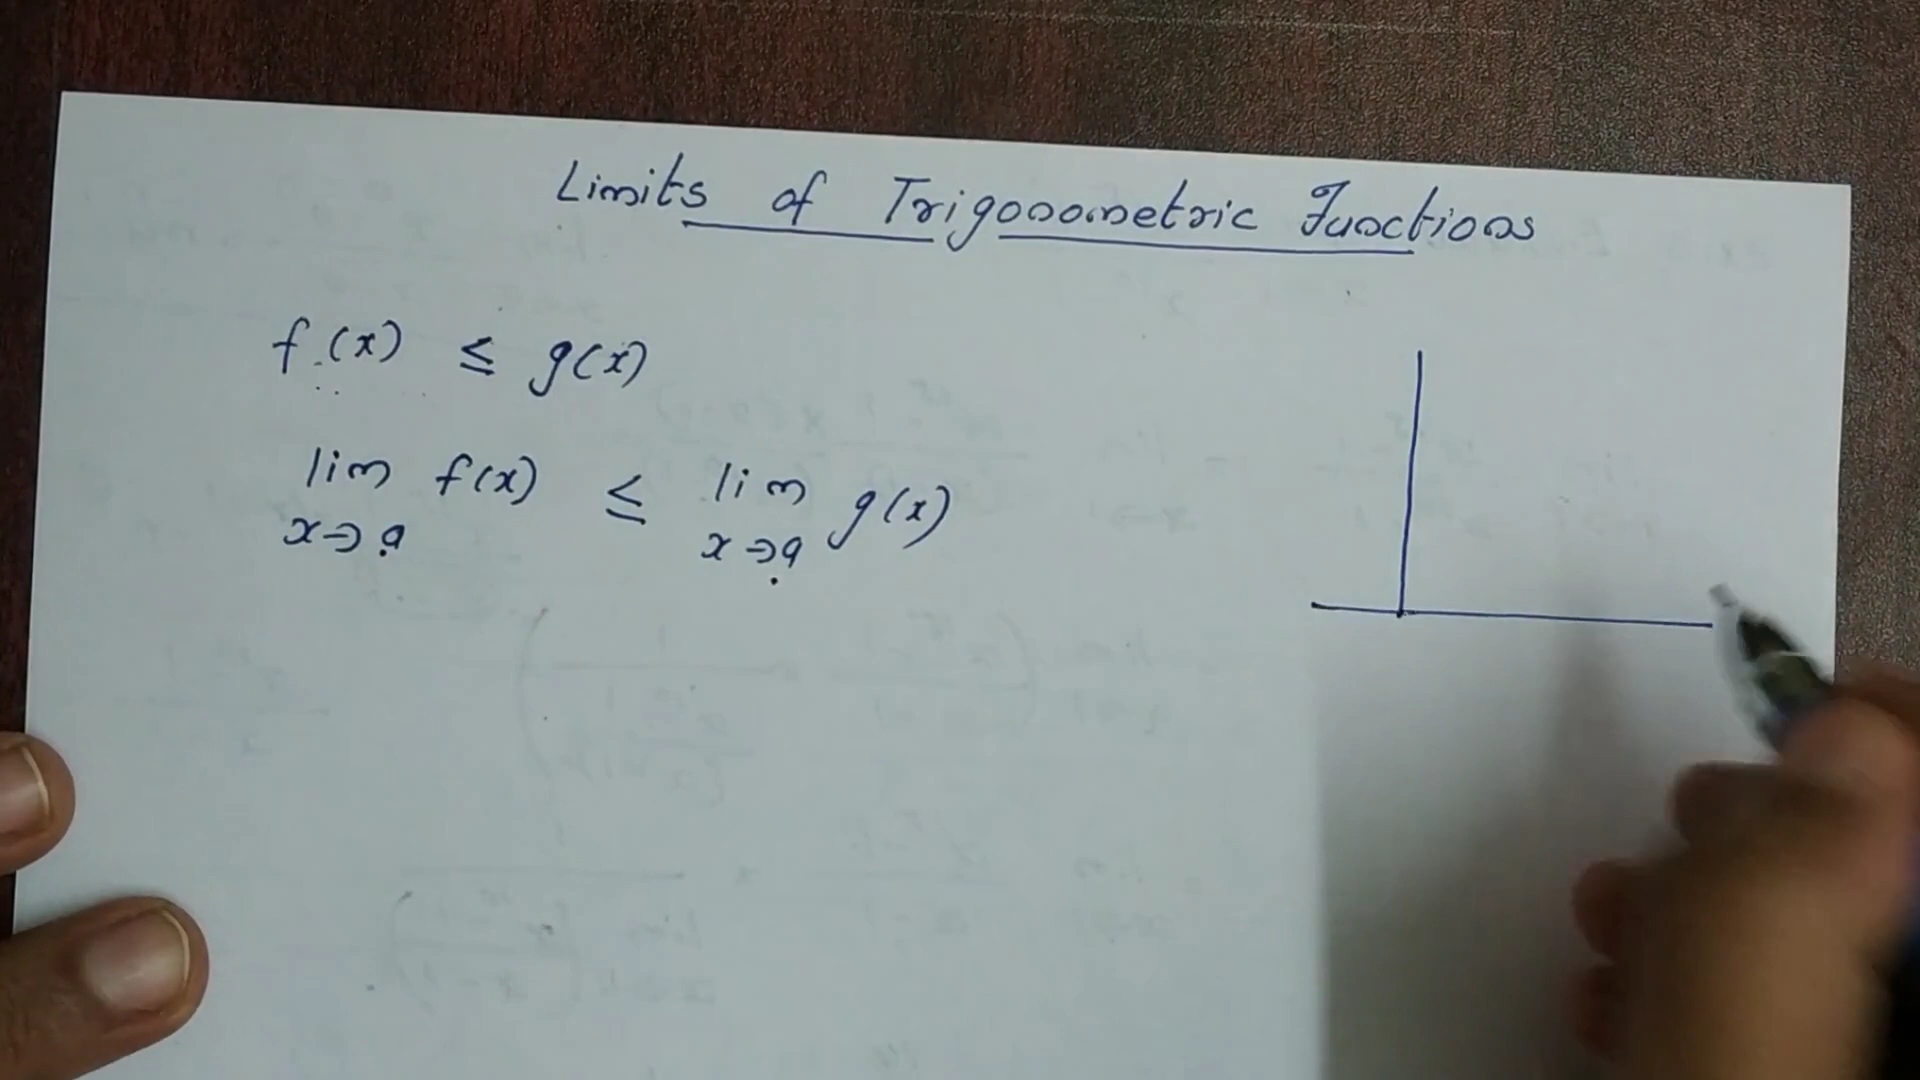 Limits of Trigonometric Functions
f(x) ≤ g(x)
lim f(x) ≤ lim g(x)
x→a x→a